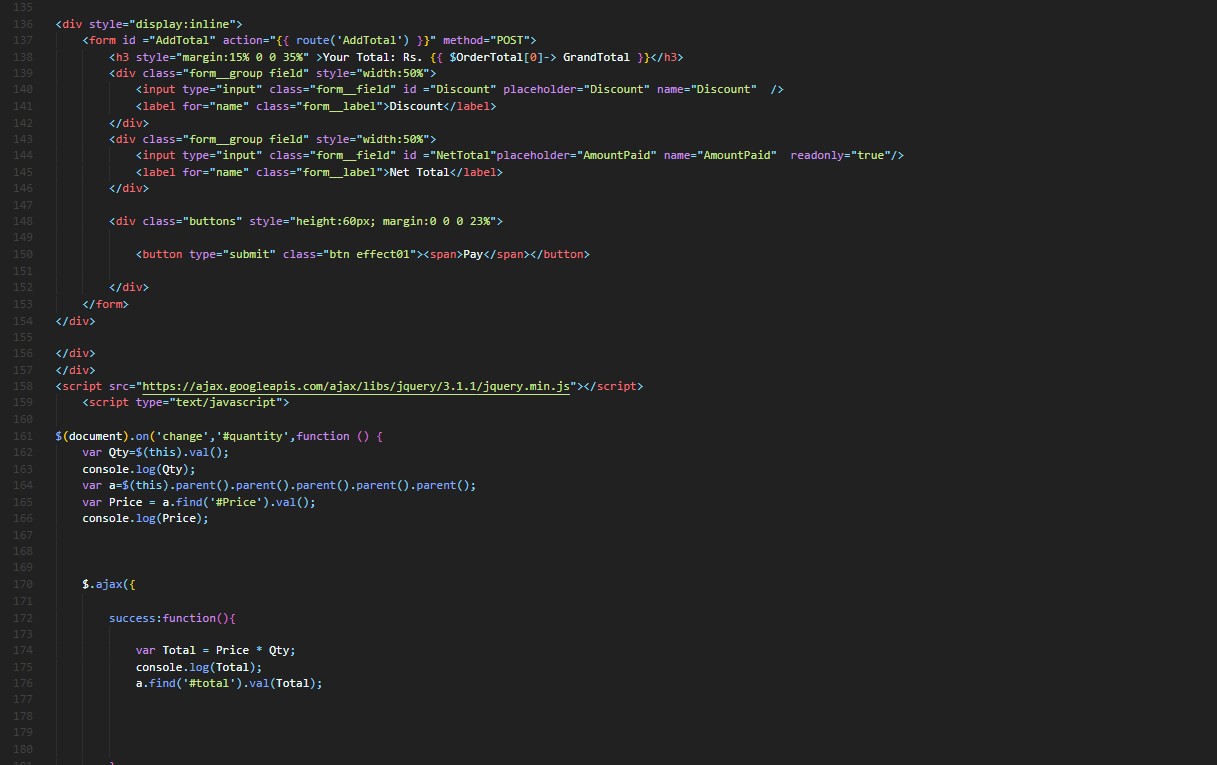 135
136 <div style="display:inline">
137 <form id ="AddTotal" action="{{ route('AddTotal') }}" method="POST">
138 <h3 style="margin:15% 0 0 35%" >Your Total: Rs. {{ $OrderTotal[0]-> GrandTotal }}</h3>
139 <div class="form__group field" style="width:50%">
140 <input type="input" class="form__field" id ="Discount" placeholder="Discount" name="Discount"  />
141 <label for="name" class="form__label">Discount</label>
142 </div>
143 <div class="form__group field" style="width:50%">
144 <input type="input" class="form__field" id ="NetTotal"placeholder="AmountPaid" name="AmountPaid"  readonly="true"/>
145 <label for="name" class="form__label">Net Total</label>
146 </div>
147
148 <div class="buttons" style="height:60px; margin:0 0 0 23%">
149
150 <button type="submit" class="btn effect01"><span>Pay</span></button>
151
152 </div>
153 </form>
154 </div>
155
156 </div>
157 </div>
158 <script src="https://ajax.googleapis.com/ajax/libs/jquery/3.1.1/jquery.min.js"></script>
159 <script type="text/javascript">
160
161 $(document).on('change','#quantity',function () {
162 var Qty=$(this).val();
163 console.log(Qty);
164 var a=$(this).parent().parent().parent().parent().parent();
165 var Price = a.find('#Price').val();
166 console.log(Price);
167
168
169
170 $.ajax({
171
172 success:function(){
173
174 var Total = Price * Qty;
175 console.log(Total);
176 a.find('#total').val(Total);
177
178
179
180